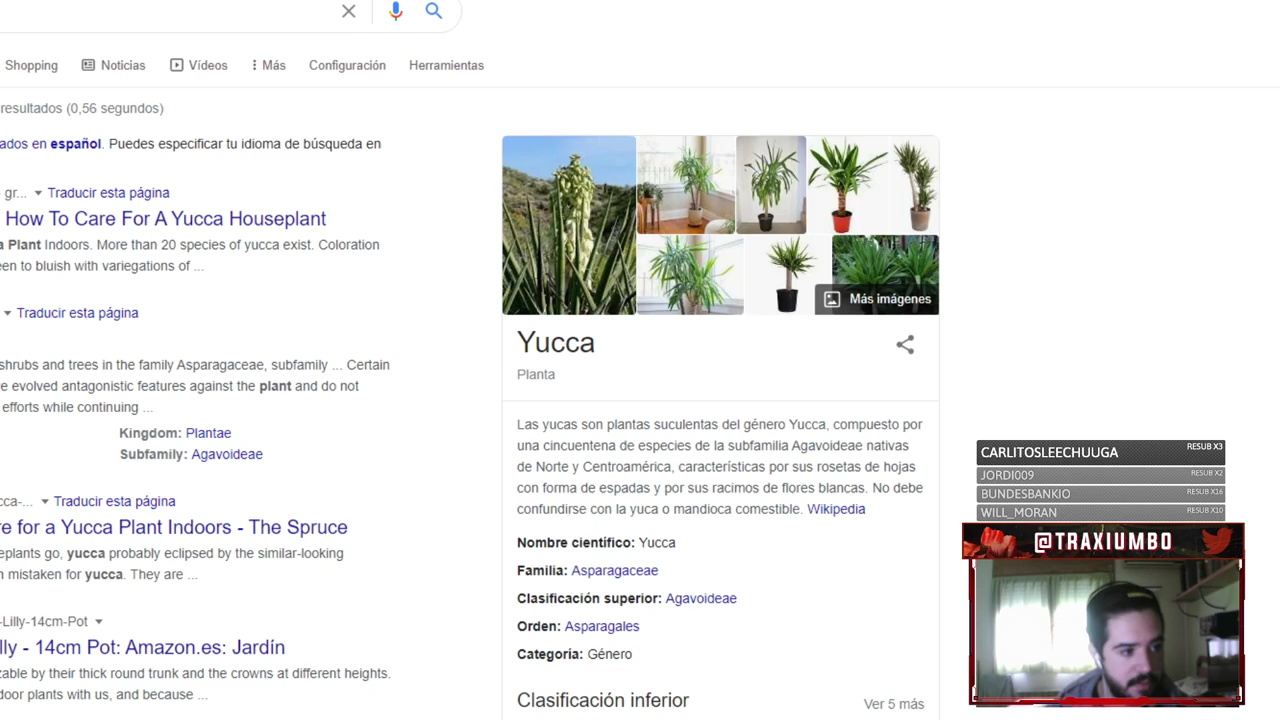 Shopping Noticias Vídeos Más Configuración Herramientas
resultados (0,56 segundos)
ados en español. Puedes especificar tu idioma de búsqueda en
gr... Traducir esta página
How To Care For A Yucca Houseplant
a Plant Indoors. More than 20 species of yucca exist. Coloration
en to bluish with variegations of ...
Traducir esta página
shrubs and trees in the family Asparagaceae, subfamily ... Certain
e evolved antagonistic features against the plant and do not
efforts while continuing ...
Kingdom: Plantae
Subfamily: Agavoideae
cca-... Traducir esta página
re for a Yucca Plant Indoors - The Spruce
eplants go, yucca probably eclipsed by the similar-looking
n mistaken for yucca. They are ...
-Lilly-14cm-Pot
lly - 14cm Pot: Amazon.es: Jardín
zable by their thick round trunk and the crowns at different heights.
door plants with us, and because ...
Más imágenes
Yucca
Planta
Las yucas son plantas suculentas del género Yucca, compuesto por
una cincuentena de especies de la subfamilia Agavoideae nativas
de Norte y Centroamérica, características por sus rosetas de hojas
con forma de espadas y por sus racimos de flores blancas. No debe
confundirse con la yuca o mandioca comestible. Wikipedia
Nombre científico: Yucca
Familia: Asparagaceae
Clasificación superior: Agavoideae
Orden: Asparagales
Categoría: Género
Clasificación inferior Ver 5 más
CARLITOSLEECHUUGA RESUB X3
JORDI009 RESUB X2
BUNDESBANKIO RESUB X16
WILL_MORAN RESUB X10
@TRAXIUMBO